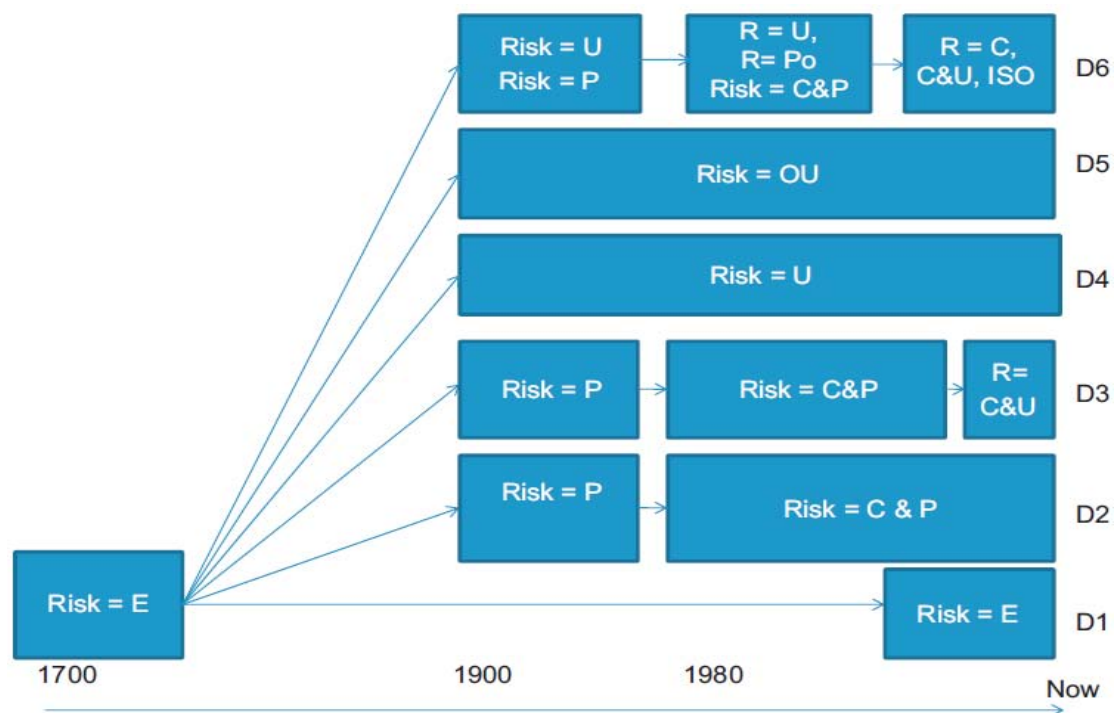 Risk = U
Risk = P
R = U,
R= Po
Risk = C&P
R = C,
C&U, ISO
D6
Risk = OU
D5
Risk = U
D4
Risk = P
Risk = C&P
R=
C&U
D3
Risk = P
Risk = C & P
D2
Risk = E
Risk = E
D1
1700
1900
1980
Now